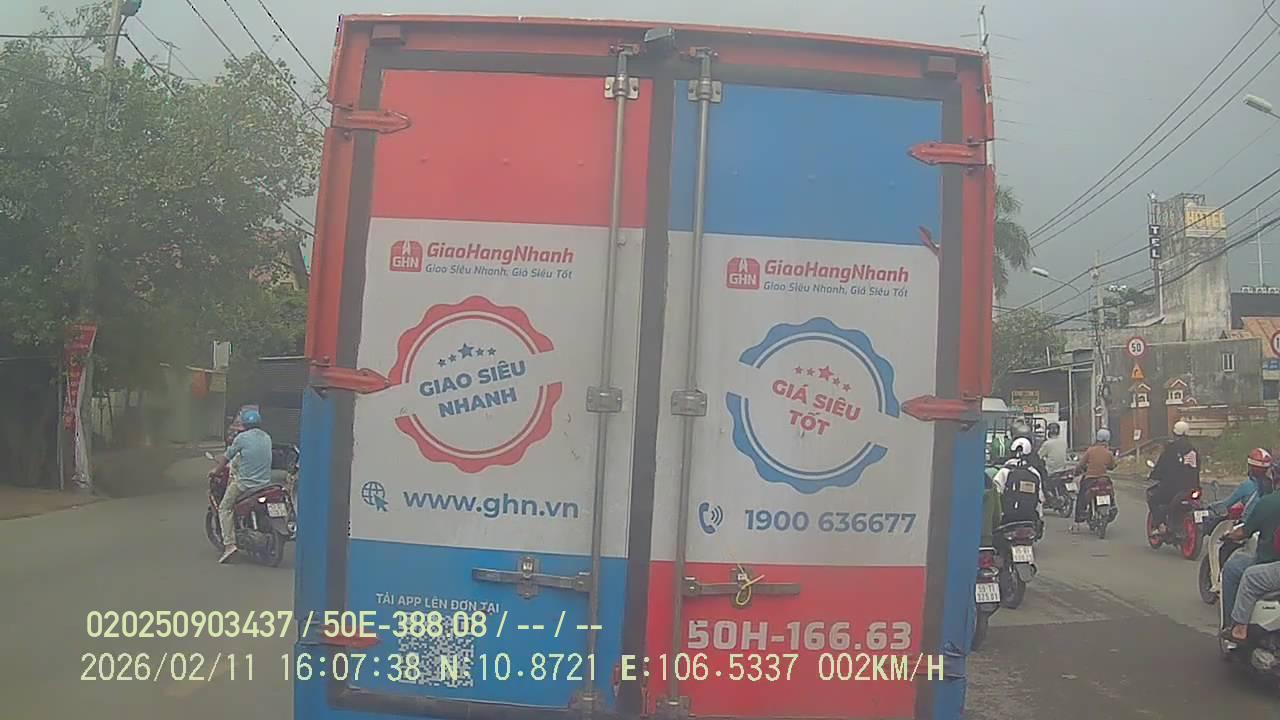 GHN
GiaoHangNhanh
Giao Siêu Nhanh, Giá Siêu Tốt
GIAO SIÊU
NHANH
www.ghn.vn
TẢI APP LÊN ĐƠN TẠI
GHN
GiaoHangNhanh
Giao Siêu Nhanh, Giá Siêu Tốt
GIÁ SIÊU
TỐT
1900 636677
50H-166.63
50
020250903437 / 50E-388.08 / -- / --
2026/02/11 16:07:38 N:10.8721 E:106.5337 002KM/H